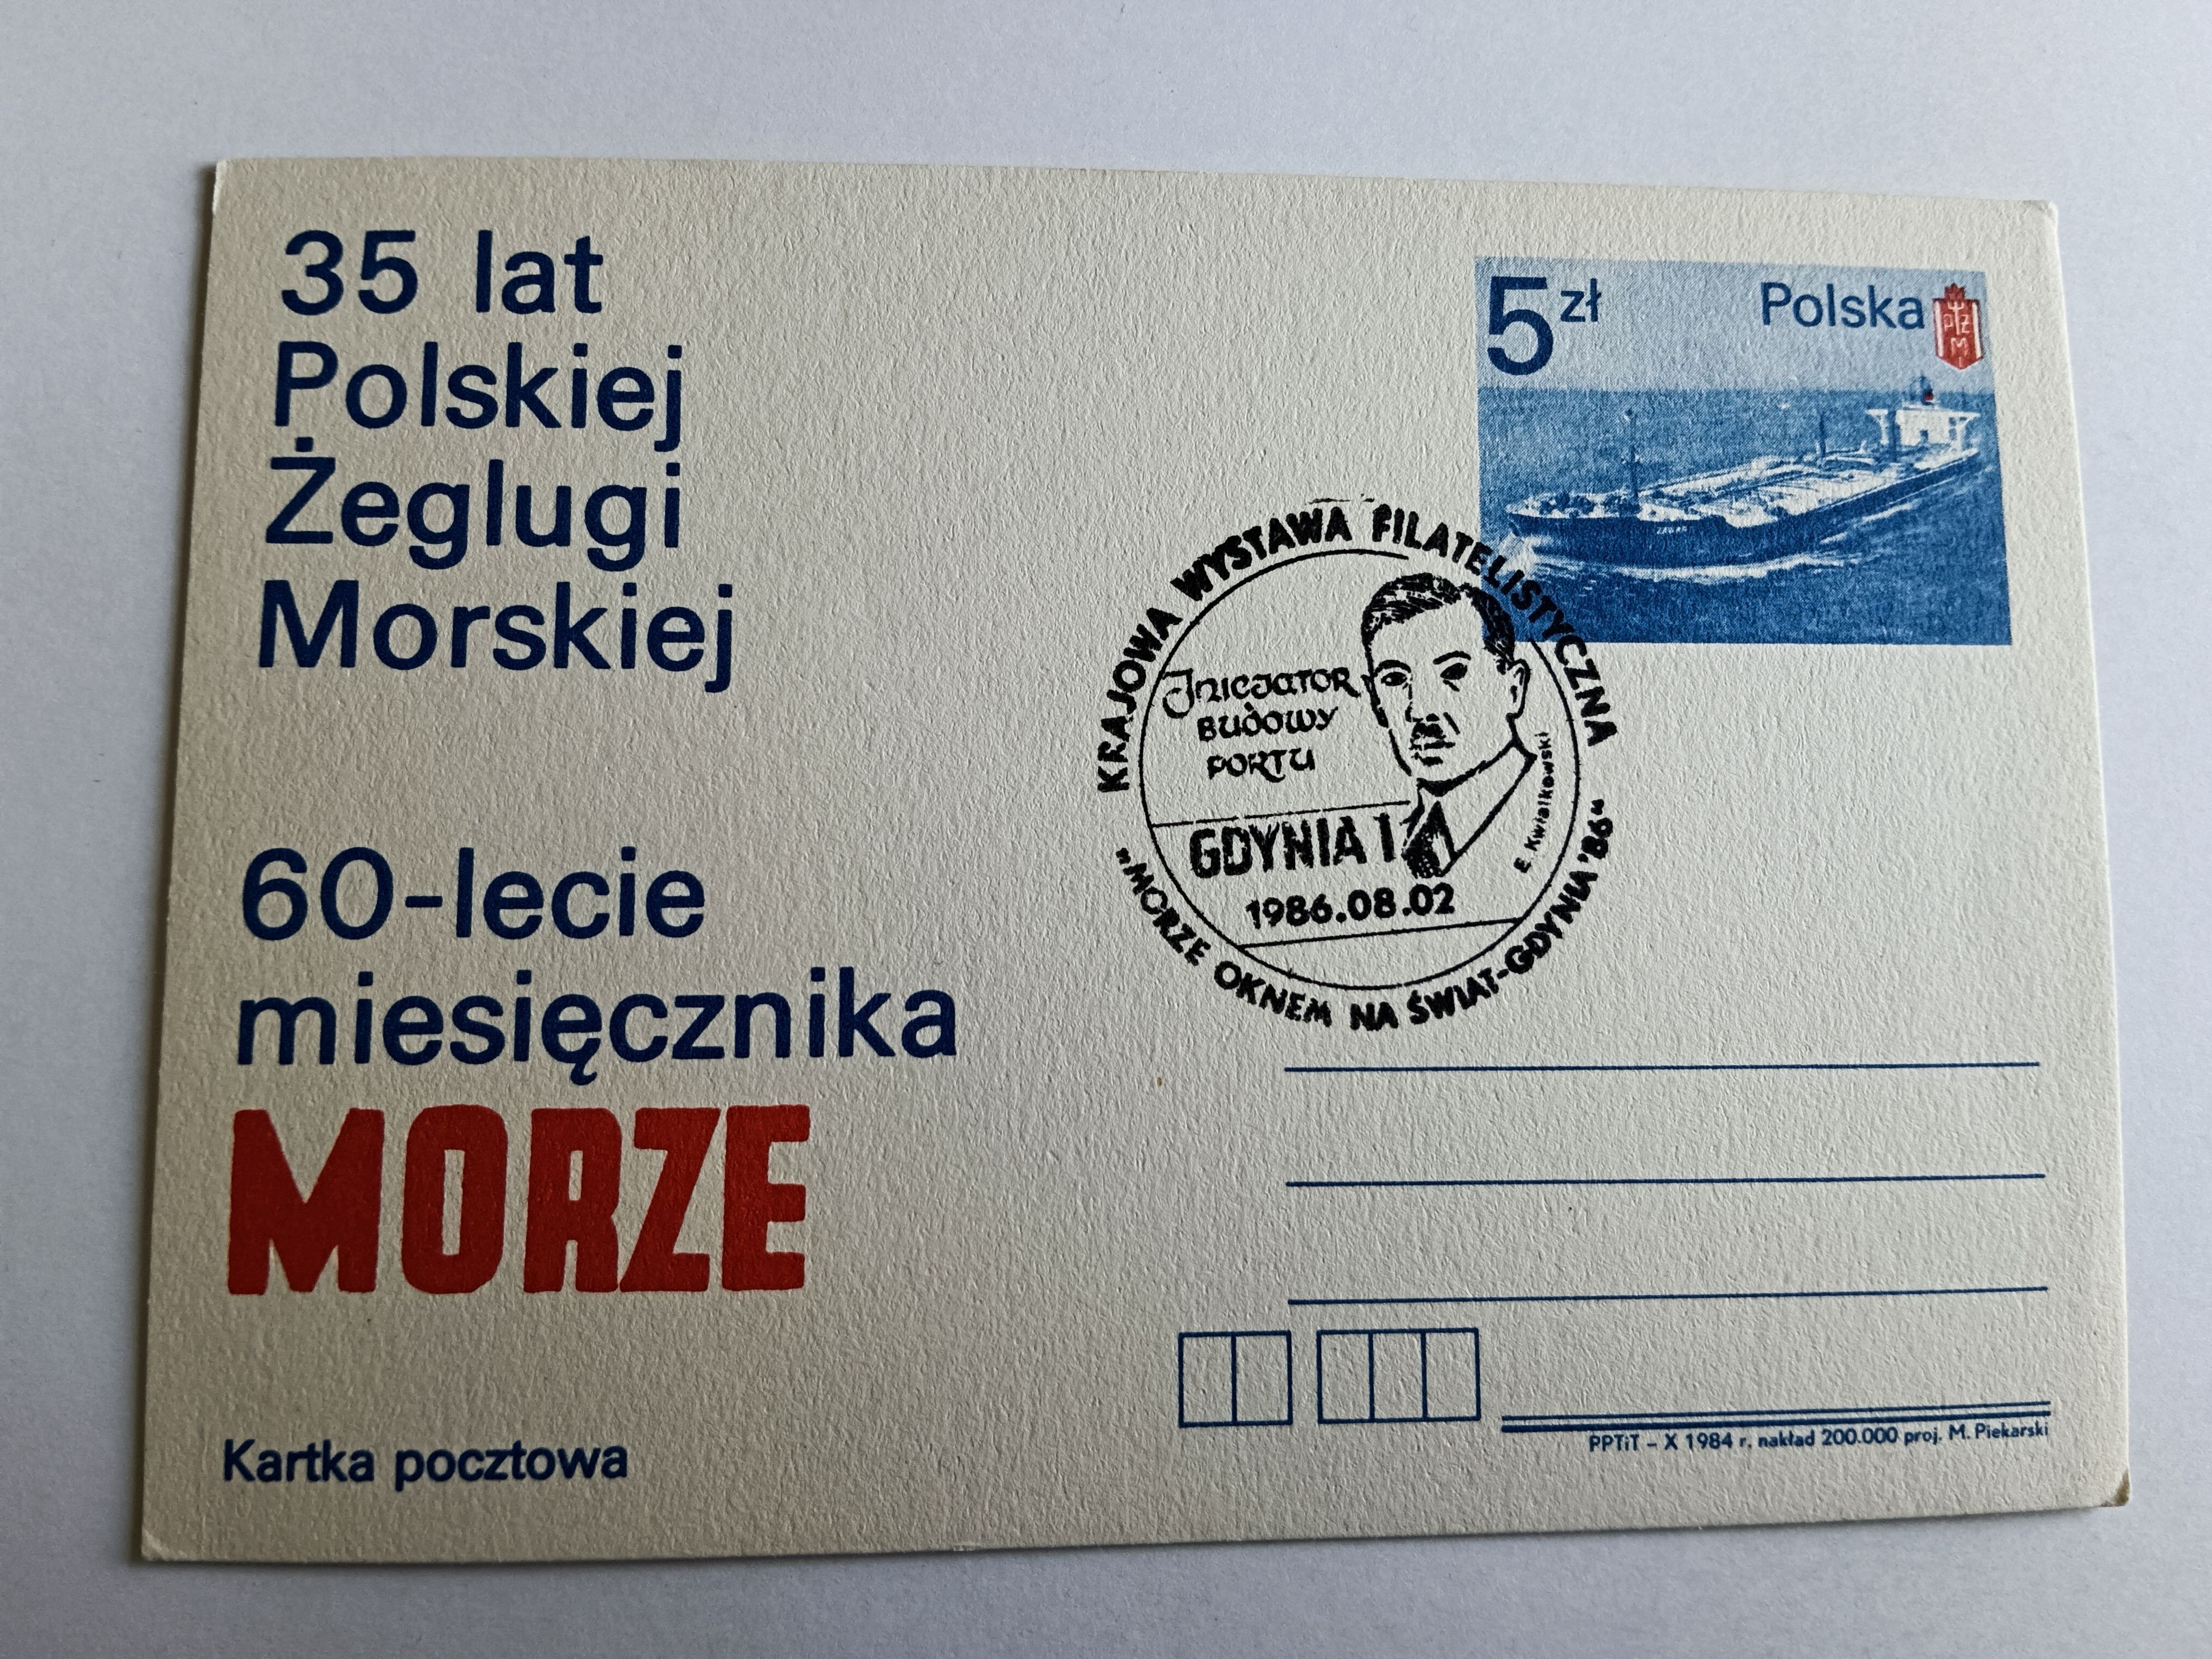 35 lat
Polskiej
Żeglugi
Morskiej
60-lecie
miesięcznika
MORZE
Kartka pocztowa
5 zł Polska
PŻM
KRAJOWA WYSTAWA FILATELISTYCZNA
Inicjator
budowy
portu
E. Kwiatkowski
GDYNIA 1
1986.08.02
„MORZE OKNEM NA ŚWIAT-GDYNIA '86"
PPTiT – X 1984 r. nakład 200.000 proj. M. Piekarski